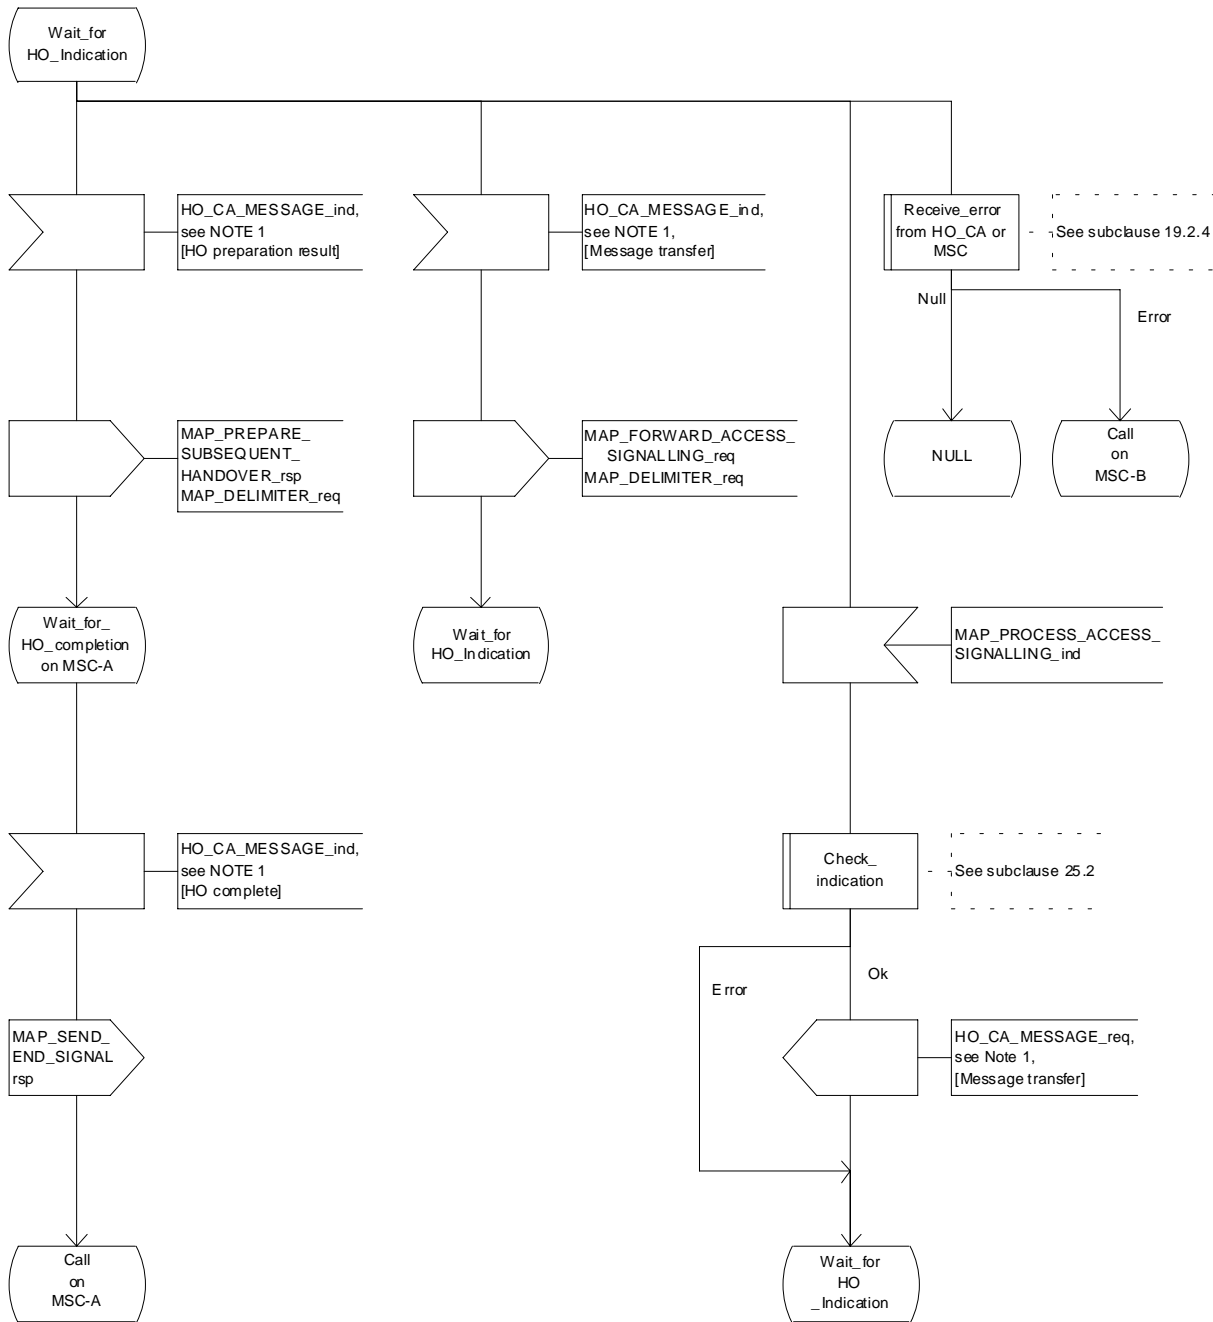 Wait_for
HO_Indication
HO_CA_MESSAGE_ind,
see NOTE 1
[HO preparation result]
HO_CA_MESSAGE_ind,
see NOTE 1,
[Message transfer]
Receive_error
from HO_CA or
MSC
See subclause 19.2.4
Null
Error
MAP_PREPARE_
SUBSEQUENT_
HANDOVER_rsp
MAP_DELIMITER_req
MAP_FORWARD_ACCESS_
SIGNALLING_req
MAP_DELIMITER_req
NULL
Call
on
MSC-B
Wait_for_
HO_completion
on MSC-A
Wait_for
HO_Indication
MAP_PROCESS_ACCESS_
SIGNALLING_ind
HO_CA_MESSAGE_ind,
see NOTE 1
[HO complete]
Check_
indication
See subclause 25.2
Error
Ok
MAP_SEND_
END_SIGNAL
rsp
HO_CA_MESSAGE_req,
see Note 1,
[Message transfer]
Call
on
MSC-A
Wait_for
HO
_Indication